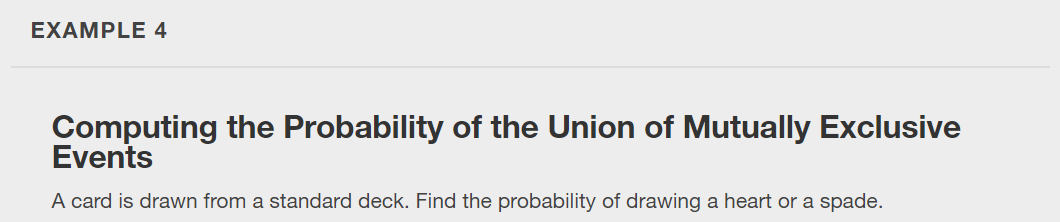 EXAMPLE 4
Computing the Probability of the Union of Mutually Exclusive
Events
A card is drawn from a standard deck. Find the probability of drawing a heart or a spade.